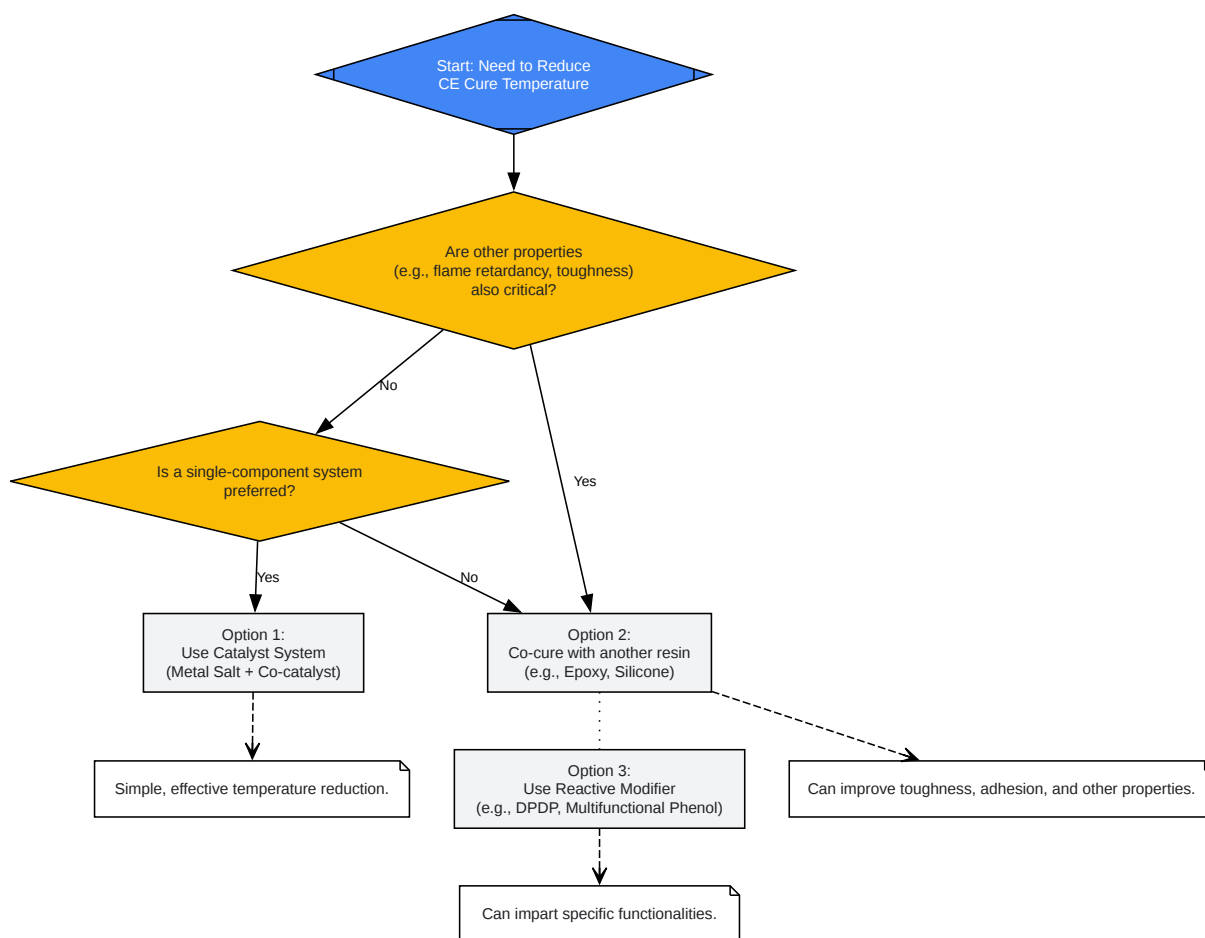 Start: Need to Reduce
CE Cure Temperature
Are other properties
(e.g., flame retardancy, toughness)
also critical?
No
Yes
Is a single-component system
preferred?
Yes
No
Option 1:
Use Catalyst System
(Metal Salt + Co-catalyst)
Option 2:
Co-cure with another resin
(e.g., Epoxy, Silicone)
Simple, effective temperature reduction.
Option 3:
Use Reactive Modifier
(e.g., DPDP, Multifunctional Phenol)
Can improve toughness, adhesion, and other properties.
Can impart specific functionalities.